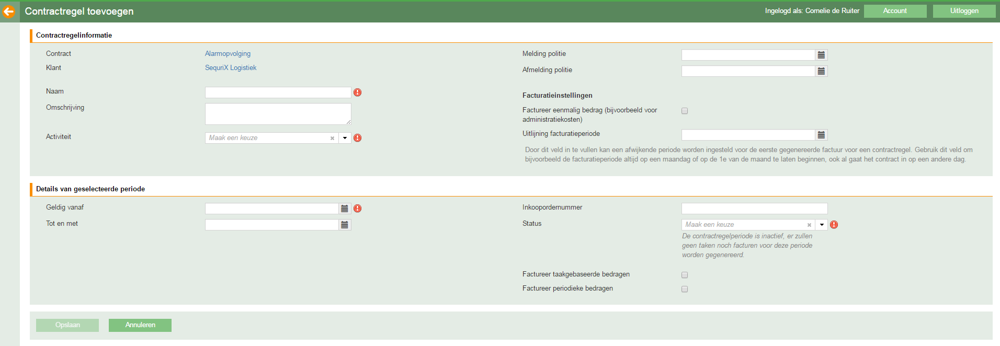 Contractregel toevoegen
Ingelogd als: Cornelie de Ruiter
Account
Uitloggen
Contractregelinformatie
Contract
Alarmopvolging
Klant
SequriX Logistiek
Naam
Omschrijving
Activiteit
Maak een keuze
Melding politie
Afmelding politie
Facturatieinstellingen
Factureer eenmalig bedrag (bijvoorbeeld voor
administratiekosten)
Uitlijning facturatieperiode
Door dit veld in te vullen kan een afwijkende periode worden ingesteld voor de eerste gegenereerde factuur voor een contractregel. Gebruik dit veld om
bijvoorbeeld de facturatieperiode altijd op een maandag of op de 1e van de maand te laten beginnen, ook al gaat het contract in op een andere dag.
Details van geselecteerde periode
Geldig vanaf
Tot en met
Inkoopordernummer
Status
Maak een keuze
De contractregelperiode is inactief, er zullen
geen taken noch facturen voor deze periode
worden gegenereerd.
Factureer taakgebaseerde bedragen
Factureer periodieke bedragen
Opslaan
Annuleren